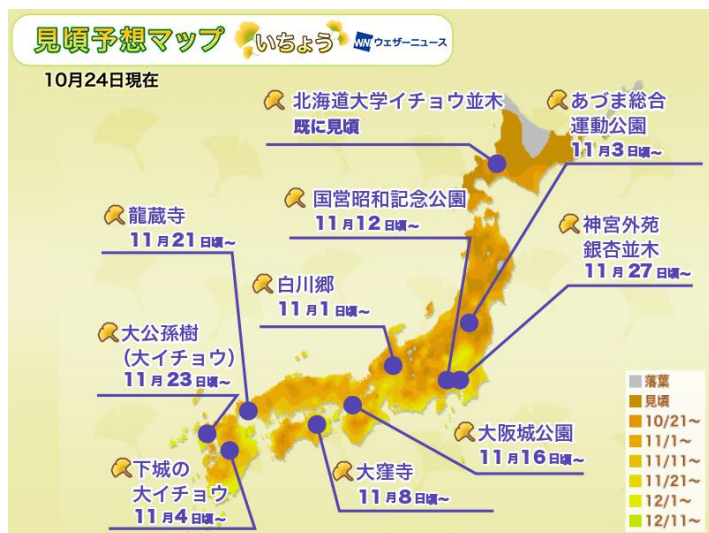 見頃予想マップ いちょう ウェザーニュース
10月24日現在
北海道大学イチョウ並木
既に見頃
あづま総合
運動公園
11月3日頃~
国営昭和記念公園
11月12日頃~
龍蔵寺
11月21日頃~
神宮外苑
銀杏並木
11月27日頃~
白川郷
11月1日頃~
大公孫樹
(大イチョウ)
11月23日頃~
大阪城公園
11月16日頃~
下城の
大イチョウ
11月4日頃~
大窪寺
11月8日頃~
落葉
見頃
10/21~
11/1~
11/11~
11/21~
12/1~
12/11~